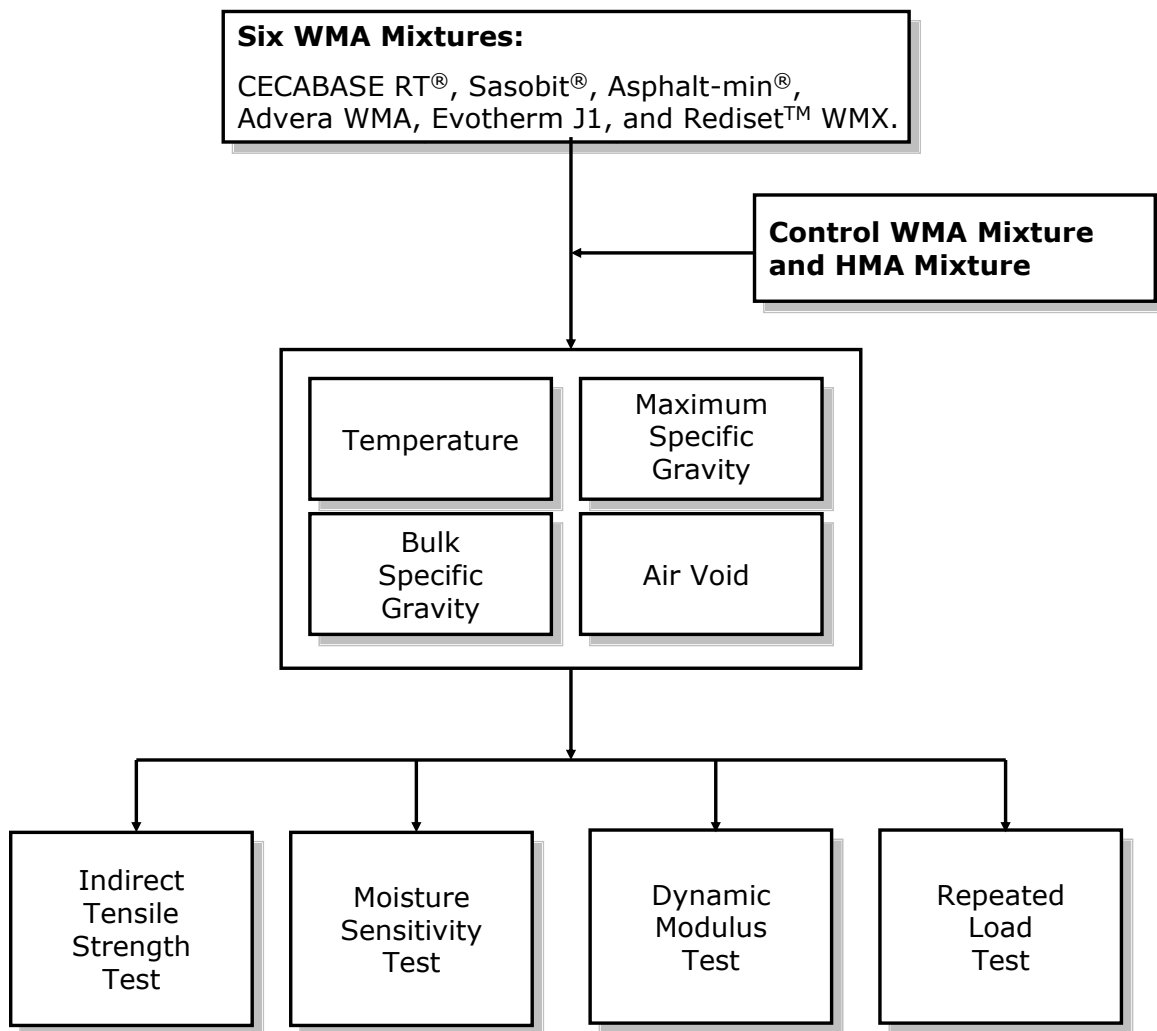 Six WMA Mixtures:
CECABASE RT®, Sasobit®, Asphalt-min®,
Advera WMA, Evotherm J1, and Rediset™ WMX.
Control WMA Mixture
and HMA Mixture
Temperature
Maximum
Specific
Gravity
Bulk
Specific
Gravity
Air Void
Indirect
Tensile
Strength
Test
Moisture
Sensitivity
Test
Dynamic
Modulus
Test
Repeated
Load
Test